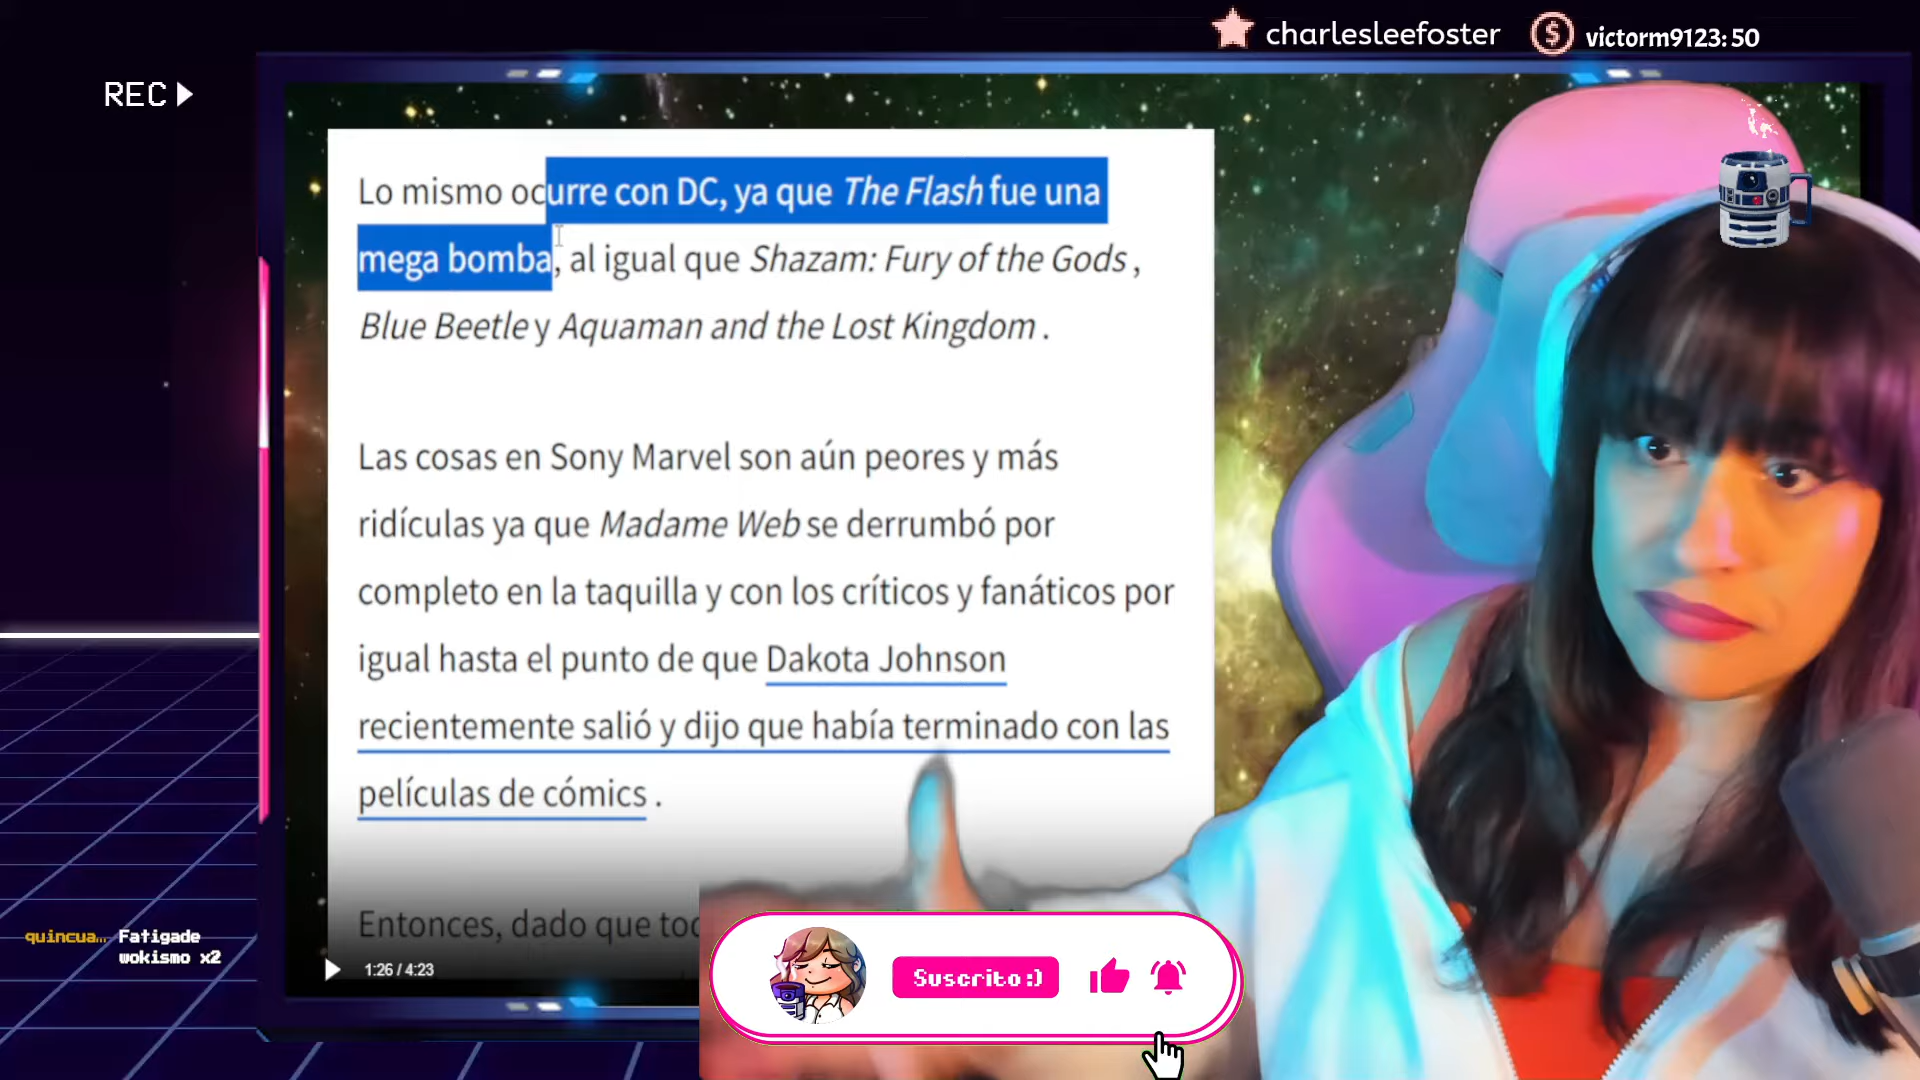 charlesleefoster
victorm9123: 50
REC
Lo mismo ocurre con DC, ya que The Flash fue una
mega bomba, al igual que Shazam: Fury of the Gods ,
Blue Beetle y Aquaman and the Lost Kingdom .
Las cosas en Sony Marvel son aún peores y más
ridículas ya que Madame Web se derrumbó por
completo en la taquilla y con los críticos y fanáticos por
igual hasta el punto de que Dakota Johnson
recientemente salió y dijo que había terminado con las
películas de cómics .
Entonces, dado que
quincua... Fatigade
wokismo x2
1:26 / 4:23
Suscrito :)